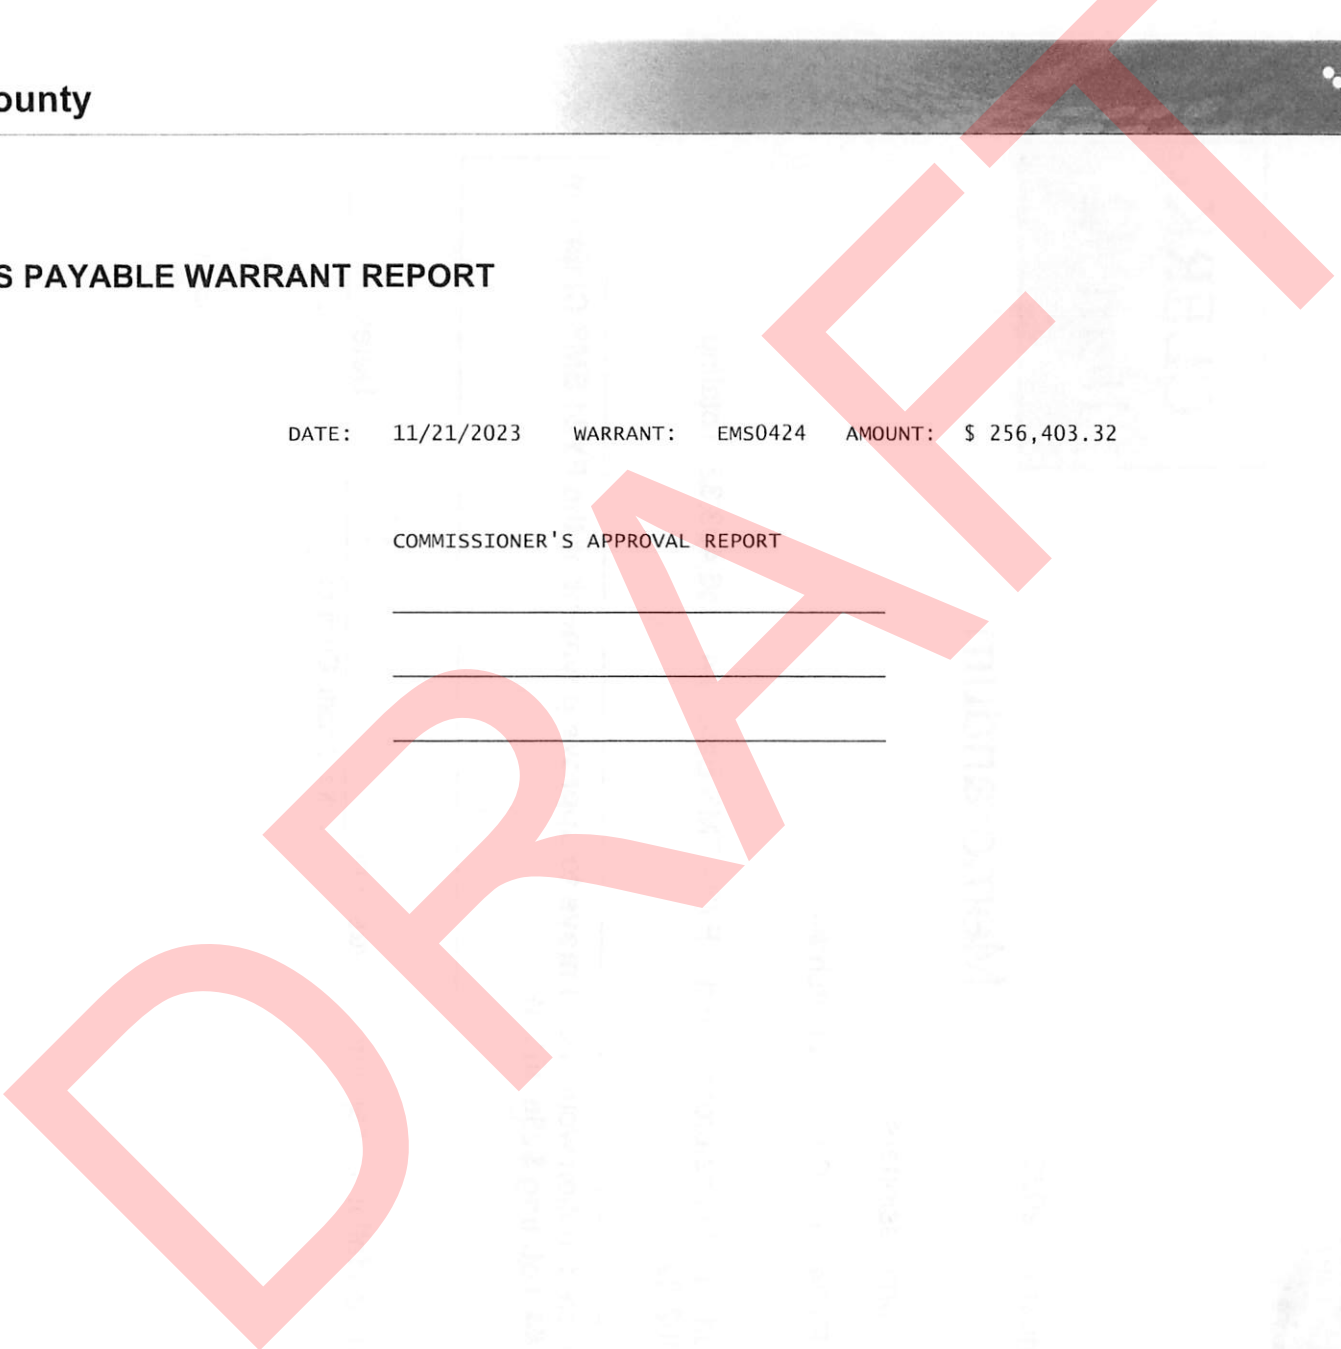 ounty
S PAYABLE WARRANT REPORT
DATE: 11/21/2023 WARRANT: EMS0424 AMOUNT: $ 256,403.32
COMMISSIONER'S APPROVAL REPORT
DRAFT